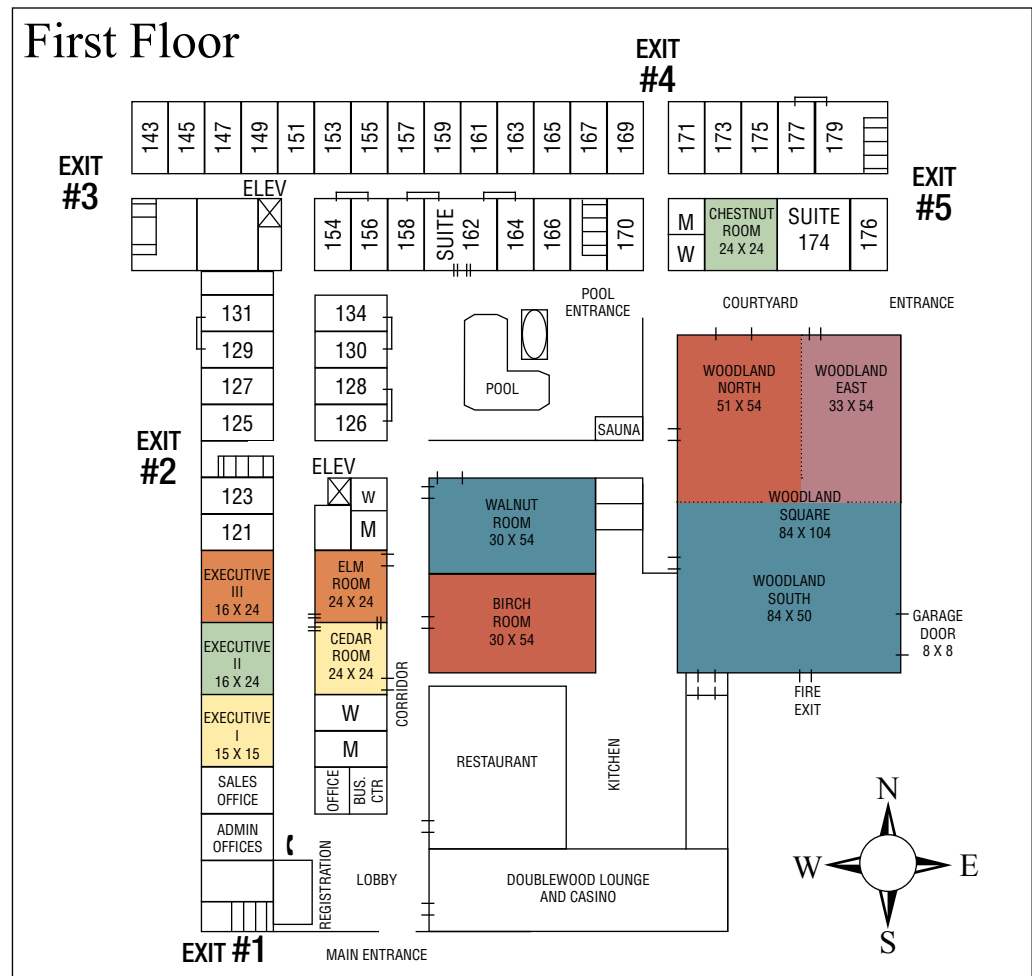 First Floor
EXIT
#4
143
145
147
149
151
153
155
157
159
161
163
165
167
169
171
173
175
177
179
EXIT
#3
ELEV
EXIT
#5
154
156
158
SUITE
162
164
166
170
M
W
CHESTNUT
ROOM
24 X 24
SUITE
174
176
POOL
ENTRANCE
COURTYARD
ENTRANCE
131
129
127
125
134
130
128
126
POOL
SAUNA
WOODLAND
NORTH
51 X 54
WOODLAND
EAST
33 X 54
EXIT
#2
ELEV
123
121
W
M
WALNUT
ROOM
30 X 54
WOODLAND
SQUARE
84 X 104
EXECUTIVE
III
16 X 24
ELM
ROOM
24 X 24
BIRCH
ROOM
30 X 54
WOODLAND
SOUTH
84 X 50
GARAGE
DOOR
8 X 8
EXECUTIVE
II
16 X 24
CEDAR
ROOM
24 X 24
CORRIDOR
FIRE
EXIT
EXECUTIVE
I
15 X 15
W
M
RESTAURANT
KITCHEN
SALES
OFFICE
OFFICE
BUS.
CTR
ADMIN
OFFICES
REGISTRATION
LOBBY
DOUBLEWOOD LOUNGE
AND CASINO
N
W
E
S
EXIT #1
MAIN ENTRANCE